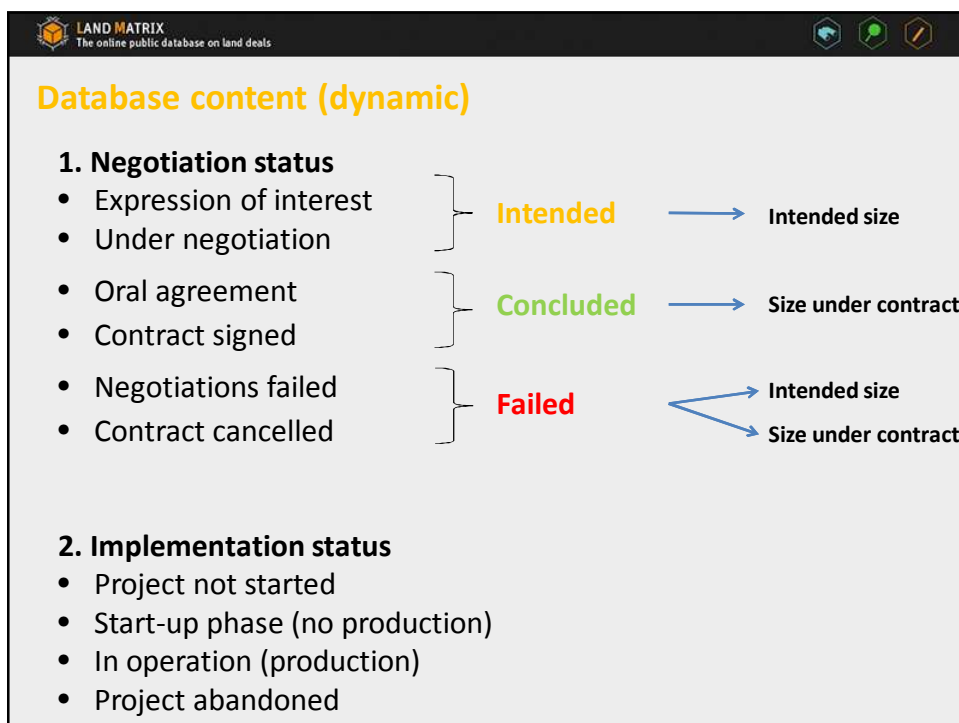 LAND MATRIX
The online public database on land deals
Database content (dynamic)
1. Negotiation status
• Expression of interest
• Under negotiation
Intended
Intended size
• Oral agreement
• Contract signed
Concluded
Size under contract
• Negotiations failed
• Contract cancelled
Failed
Intended size
Size under contract
2. Implementation status
• Project not started
• Start-up phase (no production)
• In operation (production)
• Project abandoned